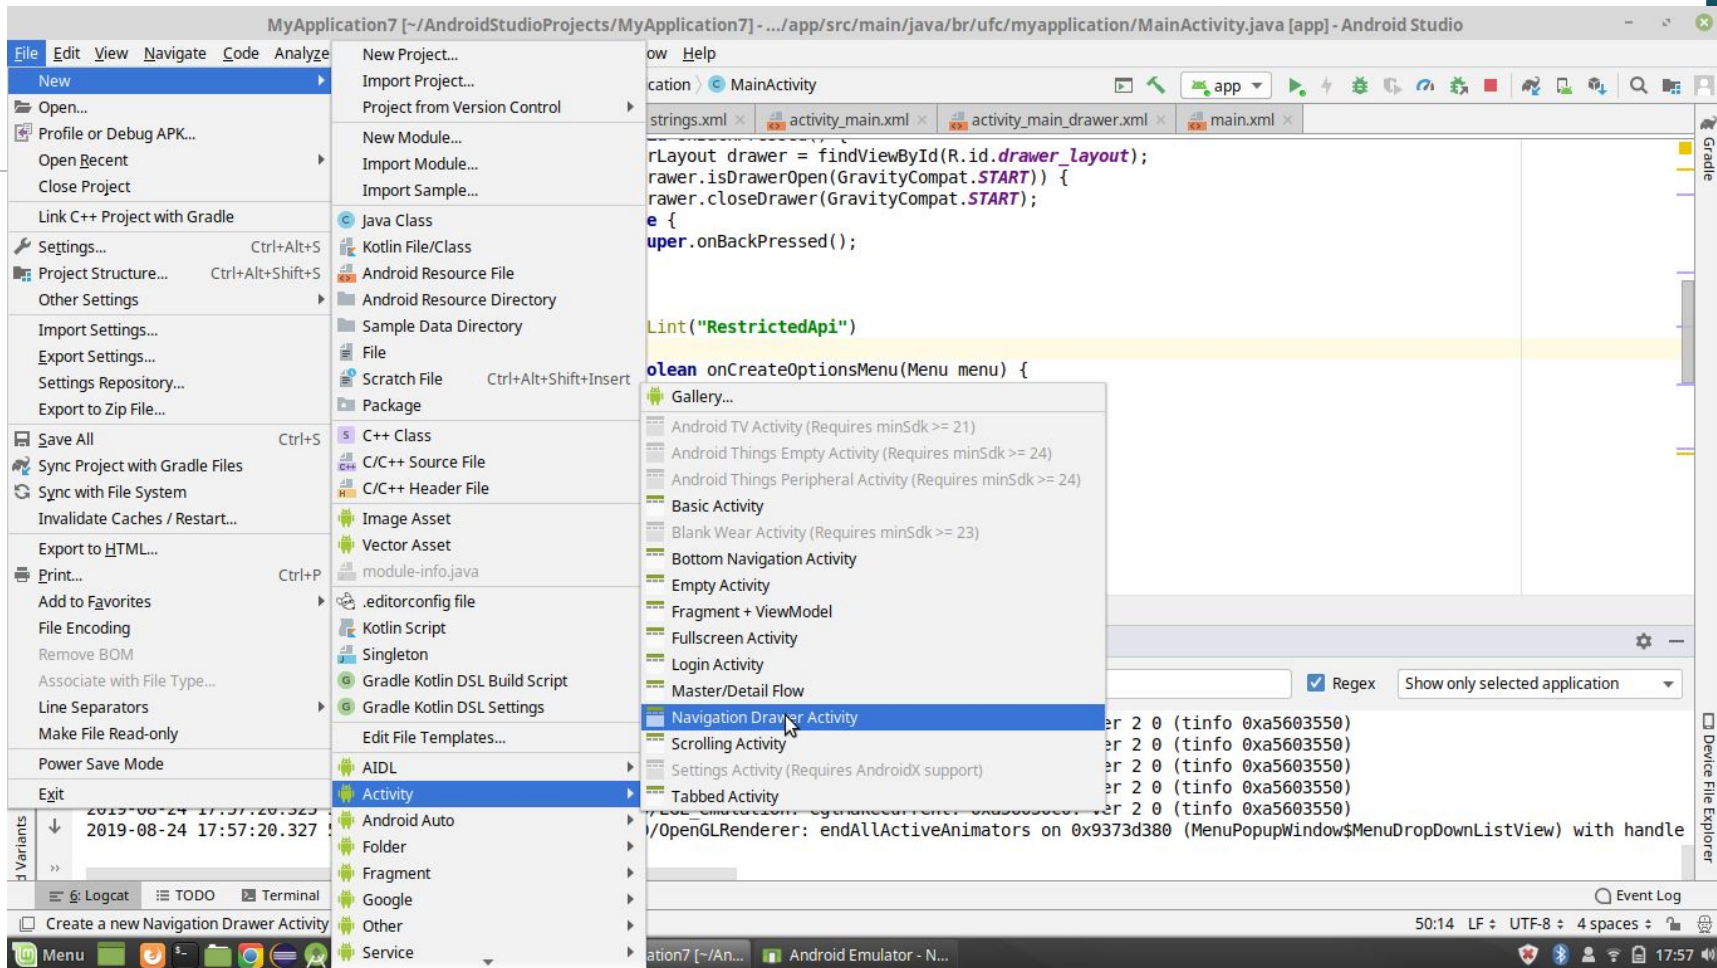 MyApplication7 [~/AndroidStudioProjects/MyApplication7] - .../app/src/main/java/br/ufc/myapplication/MainActivity.java [app] - Android Studio
File Edit View Navigate Code Analyze ow Help
New
Open...
Profile or Debug APK...
Open Recent
Close Project
Link C++ Project with Gradle
Settings... Ctrl+Alt+S
Project Structure... Ctrl+Alt+Shift+S
Other Settings
Import Settings...
Export Settings...
Settings Repository...
Export to Zip File...
Save All Ctrl+S
Sync Project with Gradle Files
Sync with File System
Invalidate Caches / Restart...
Export to HTML...
Print... Ctrl+P
Add to Favorites
File Encoding
Remove BOM
Associate with File Type...
Line Separators
Make File Read-only
Power Save Mode
Exit
New Project...
Import Project...
Project from Version Control
New Module...
Import Module...
Import Sample...
Java Class
Kotlin File/Class
Android Resource File
Android Resource Directory
Sample Data Directory
File
Scratch File Ctrl+Alt+Shift+Insert
Package
C++ Class
C/C++ Source File
C/C++ Header File
Image Asset
Vector Asset
module-info.java
.editorconfig file
Kotlin Script
Singleton
Gradle Kotlin DSL Build Script
Gradle Kotlin DSL Settings
Edit File Templates...
AIDL
Activity
Android Auto
Folder
Fragment
Google
Other
Service
cation MainActivity app
strings.xml activity_main.xml activity_main_drawer.xml main.xml
rLayout drawer = findViewById(R.id.drawer_layout);
rawer.isDrawerOpen(GravityCompat.START)) {
rawer.closeDrawer(GravityCompat.START);
e {
uper.onBackPressed();
Lint("RestrictedApi")
olean onCreateOptionsMenu(Menu menu) {
Gallery...
Android TV Activity (Requires minSdk >= 21)
Android Things Empty Activity (Requires minSdk >= 24)
Android Things Peripheral Activity (Requires minSdk >= 24)
Basic Activity
Blank Wear Activity (Requires minSdk >= 23)
Bottom Navigation Activity
Empty Activity
Fragment + ViewModel
Fullscreen Activity
Login Activity
Master/Detail Flow
Navigation Drawer Activity
Scrolling Activity
Settings Activity (Requires AndroidX support)
Tabbed Activity
Gradle
Regex Show only selected application
er 2 0 (tinfo 0xa5603550)
er 2 0 (tinfo 0xa5603550)
er 2 0 (tinfo 0xa5603550)
er 2 0 (tinfo 0xa5603550)
ver 2 0 (tinfo 0xa5603550)
2019-08-24 17:57:20.327 /OpenGLRenderer: endAllActiveAnimators on 0x9373d380 (MenuPopupWindow$MenuDropDownListView) with handle
Device File Explorer
Variants
6: Logcat TODO Terminal Event Log
Create a new Navigation Drawer Activity 50:14 LF UTF-8 4 spaces
Menu ation7 [~/An... Android Emulator - N... 17:57